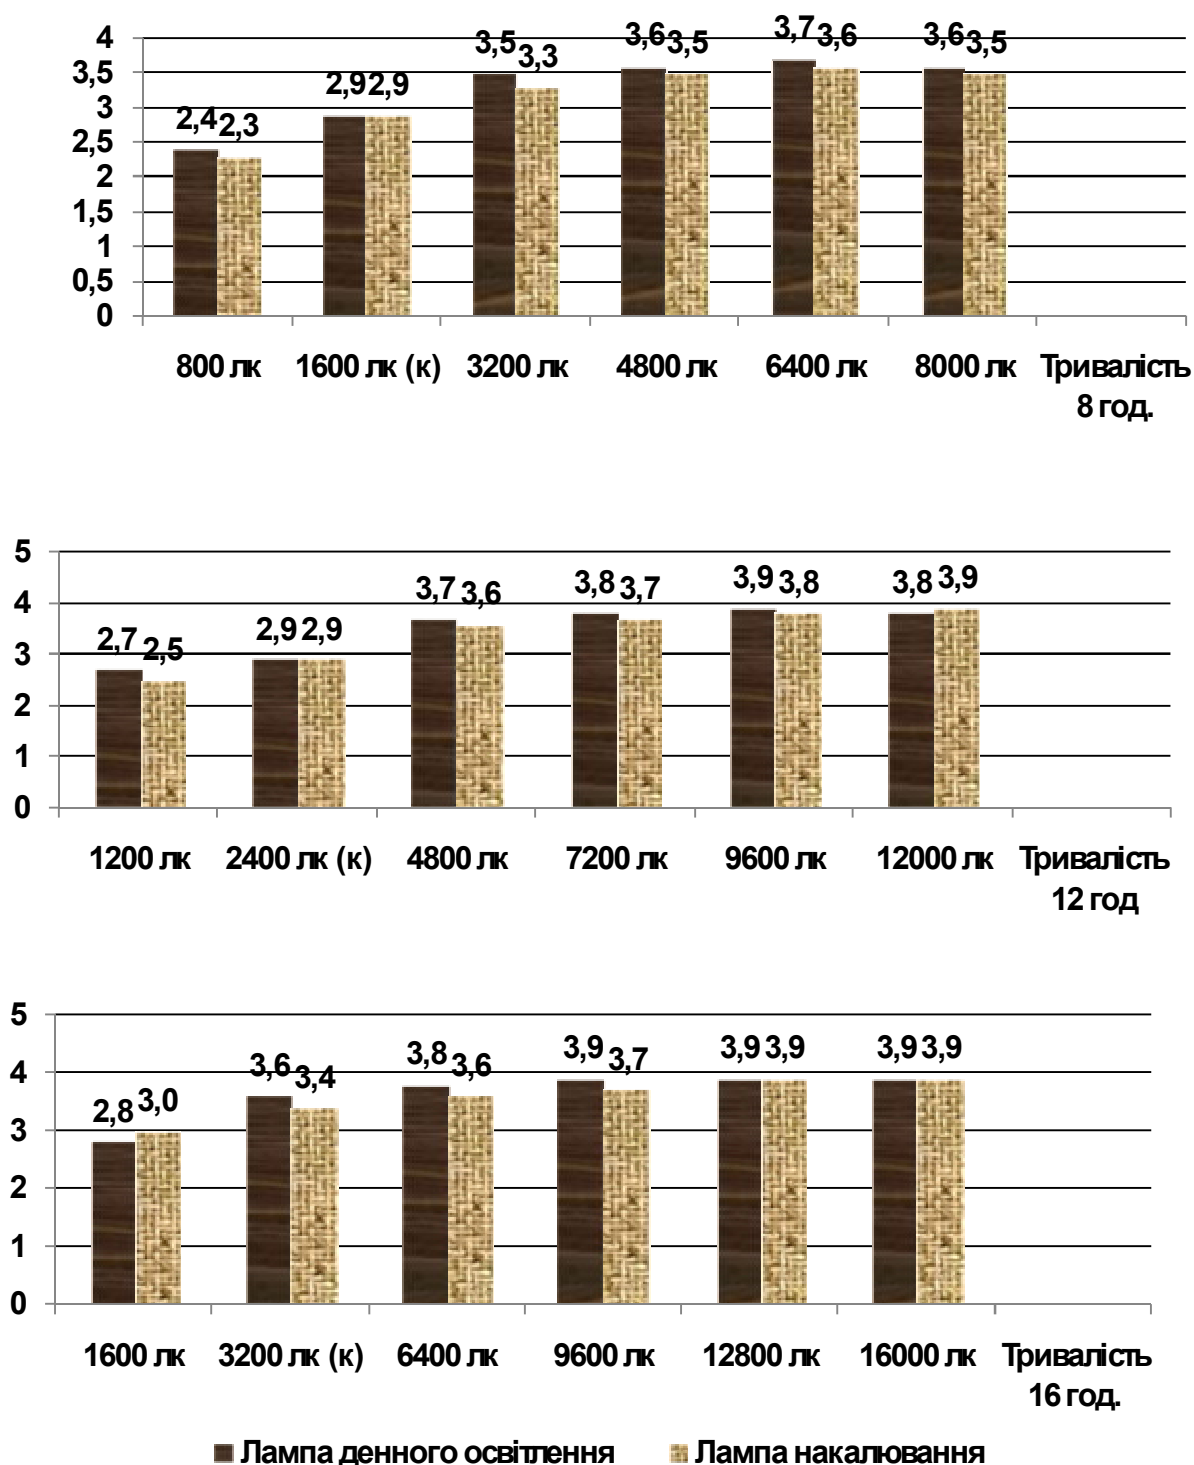 4
3,5
3
2,5
2
1,5
1
0,5
0
2,4 2,3 2,9 2,9 3,5 3,3 3,6 3,5 3,7 3,6 3,6 3,5
800 лк 1600 лк (к) 3200 лк 4800 лк 6400 лк 8000 лк Тривалість
8 год.
5
4
3
2
1
0
2,7 2,5 2,9 2,9 3,7 3,6 3,8 3,7 3,9 3,8 3,8 3,9
1200 лк 2400 лк (к) 4800 лк 7200 лк 9600 лк 12000 лк Тривалість
12 год
5
4
3
2
1
0
2,8 3,0 3,6 3,4 3,8 3,6 3,9 3,7 3,9 3,9 3,9 3,9
1600 лк 3200 лк (к) 6400 лк 9600 лк 12800 лк 16000 лк Тривалість
16 год.
Лампа денного освітлення Лампа накалювання